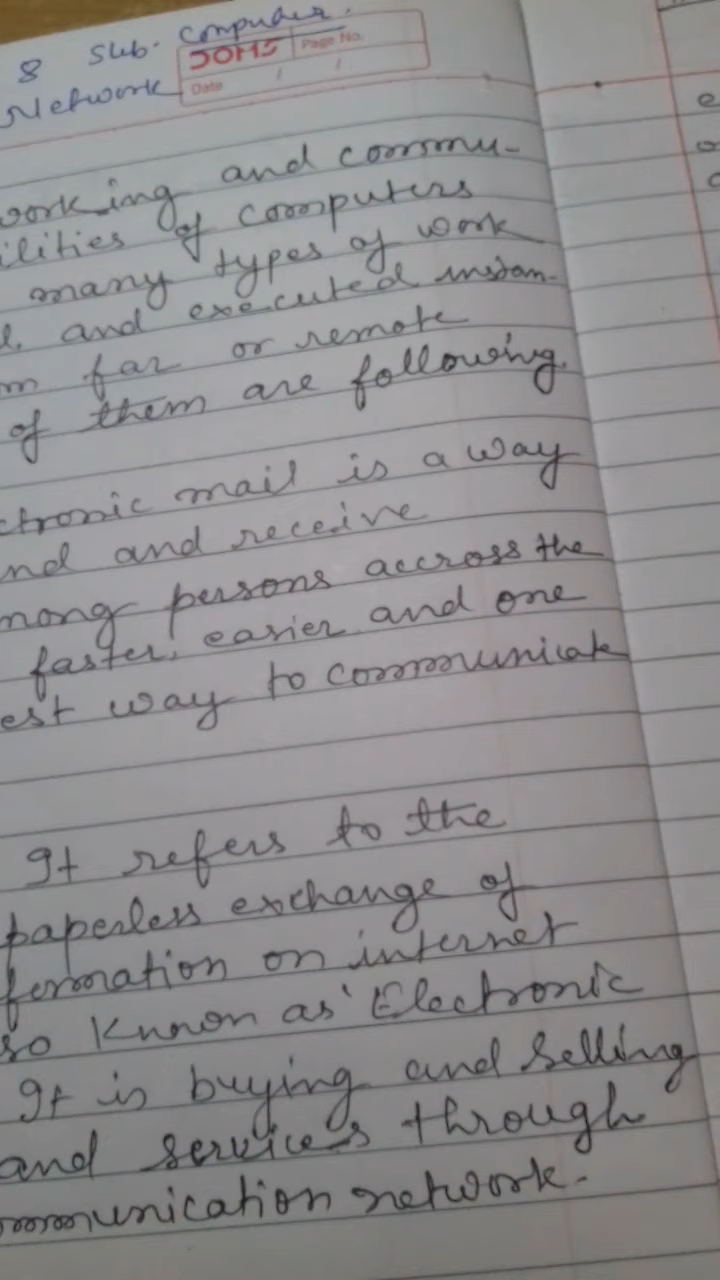 8 Sub. Computer.
Network
JOHS Page No.
Date / /
working and commu-
ilities of computers
many types of work
d. and executed instan-
m far or remote
of them are following.
ctronic mail is a way
nd and receive
mong persons accross the
faster, easier and one
est way to communicate
It refers to the
paperless exchange of
formation on internet
so known as 'Electronic
It is buying and Selling
and services through
mmunication network.